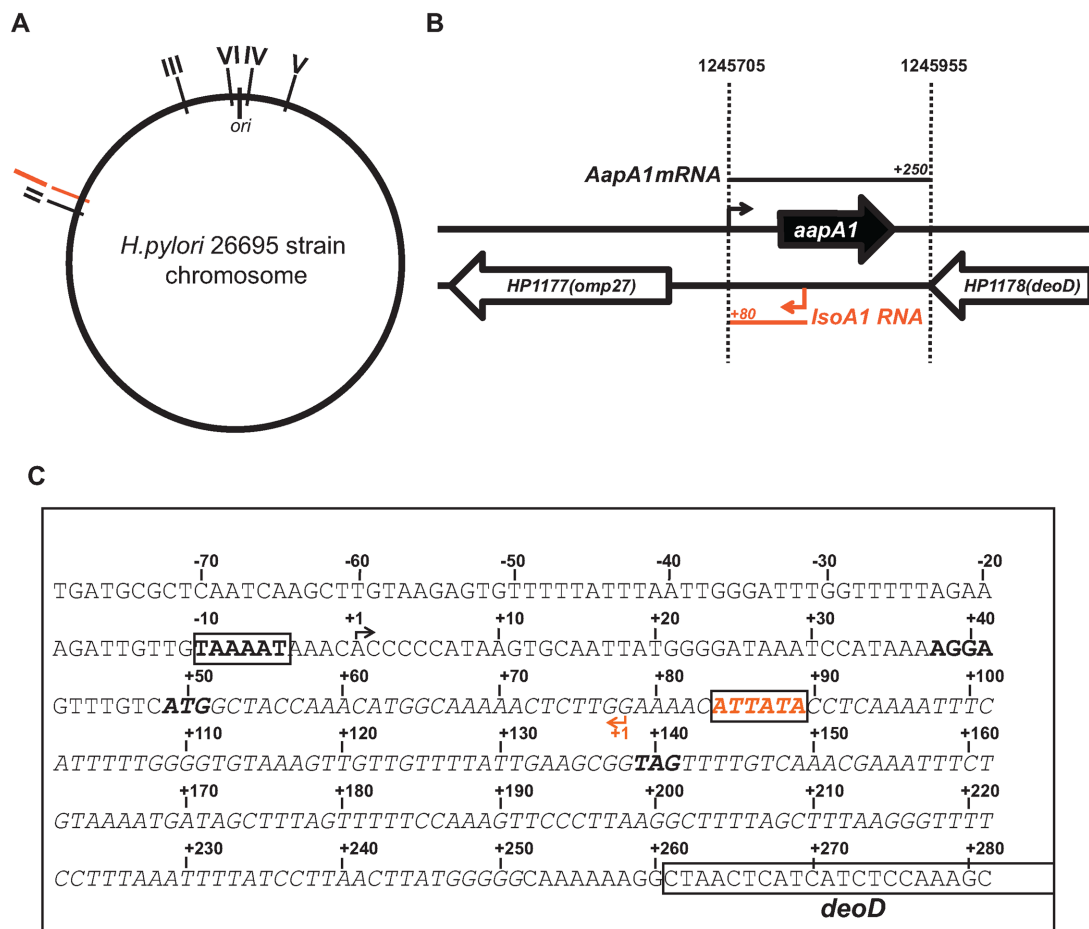 A
B
III
VI
IV
V
ori
I
II
H.pylori 26695 strain
chromosome
1245705
1245955
AapA1mRNA
+250
aapA1
HP1177(omp27)
HP1178(deoD)
+80
IsoA1 RNA
C
-70 -60 -50 -40 -30 -20
TGATGCGCTCAATCAAGCTTGTAAGAGTGTTTTTATTTAATTGGGATTTGGTTTTTAGAA
-10 +1 +10 +20 +30 +40
AGATTGTTGTAAAATAAACACCCCCATAAGTGCAATTATGGGGATAAATCCATAAAAGGA
+50 +60 +70 +80 +90 +100
GTTTGTCATGGCTACCAAACATGGCAAAAACTCTTGGAAAACATTATACCTCAAAATTTC
+1
+110 +120 +130 +140 +150 +160
ATTTTTGGGGTGTAAAGTTGTTGTTTTATTGAAGCGGTAGTTTTGTCAAACGAAATTTCT
+170 +180 +190 +200 +210 +220
GTAAAATGATAGCTTTAGTTTTTCCAAAGTTCCCTTAAGGCTTTTAGCTTTAAGGGTTTT
+230 +240 +250 +260 +270 +280
CCTTTAAATTTTATCCTTAACTTATGGGGGGCAAAAAAGGCTAACTCATCATCTCCAAAGC
deoD